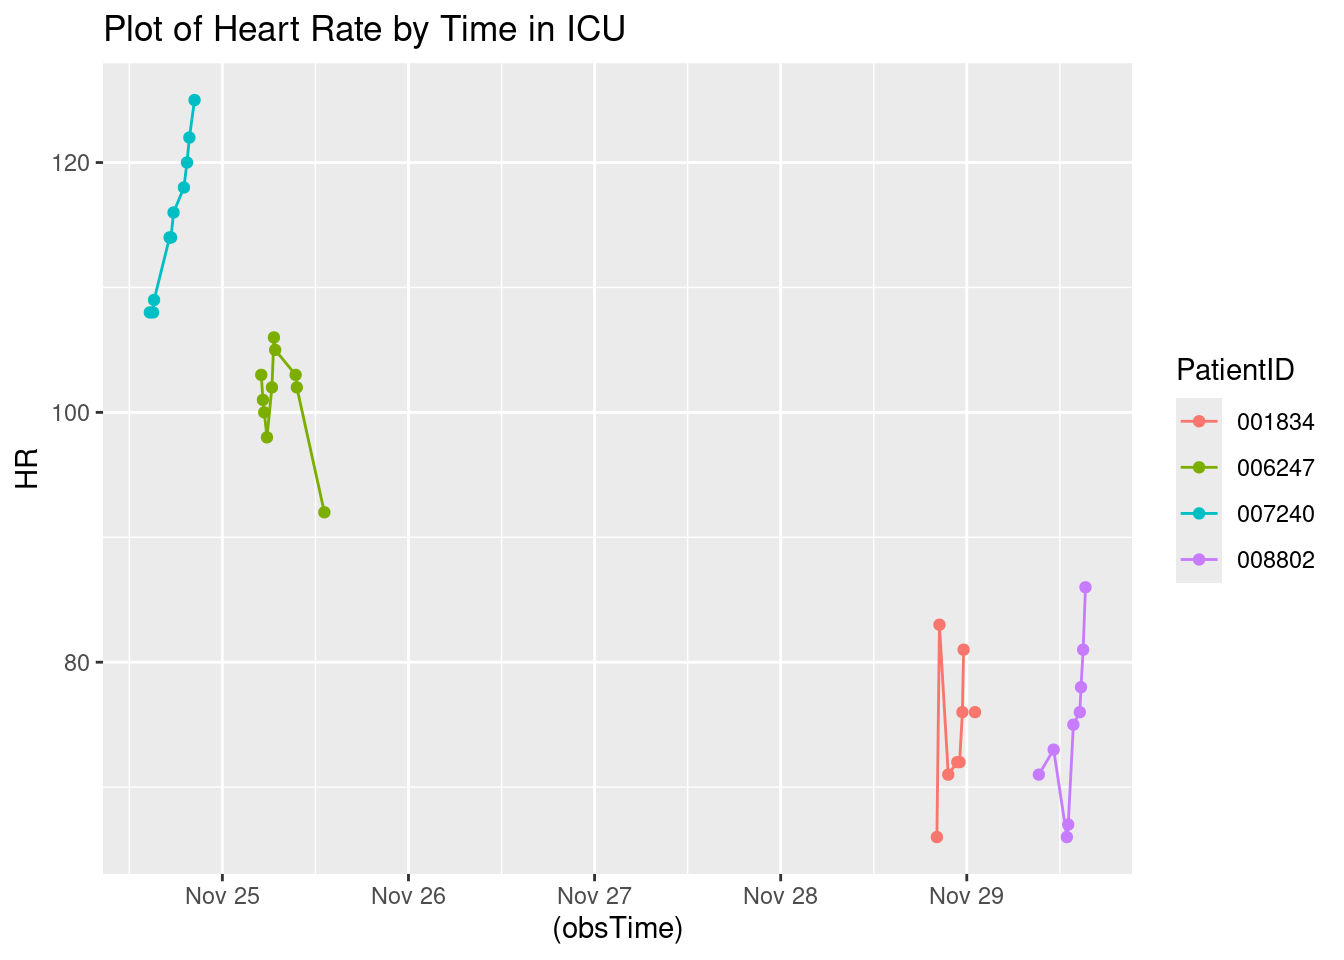 Plot of Heart Rate by Time in ICU
120
100
80
HR
Nov 25
Nov 26
Nov 27
Nov 28
Nov 29
(obsTime)
PatientID
001834
006247
007240
008802